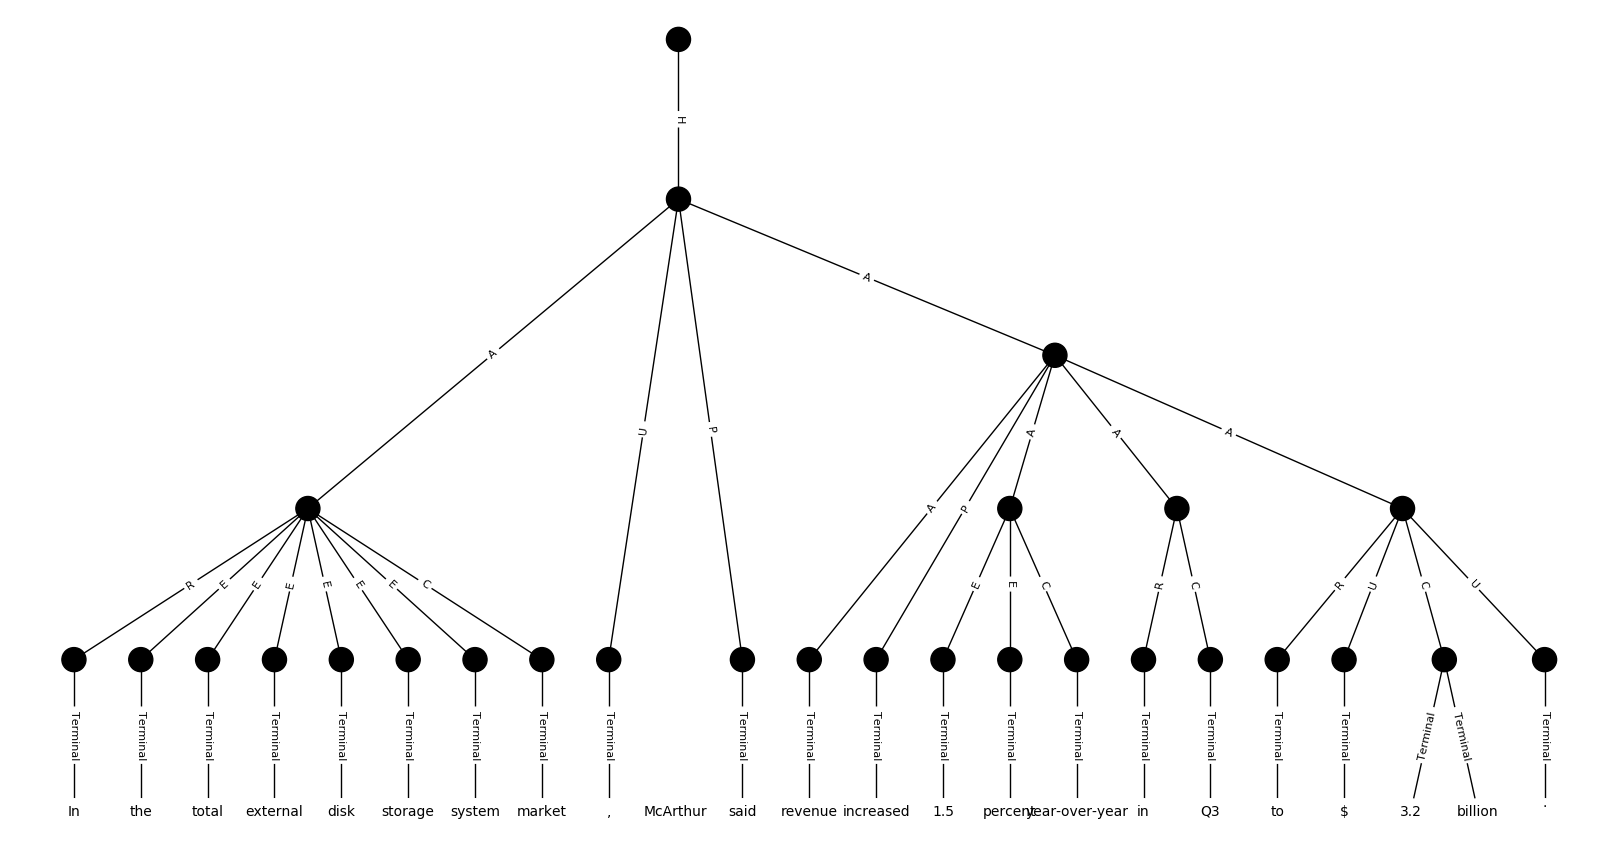 H
A
A
U
P
A
A
A
A
P
R
E
E
E
E
E
E
C
E
E
C
R
C
R
U
C
U
Terminal Terminal Terminal Terminal Terminal Terminal Terminal Terminal Terminal Terminal Terminal Terminal Terminal Terminal Terminal Terminal Terminal Terminal Terminal Terminal Terminal Terminal
In the total external disk storage system market , McArthur said revenue increased 1.5 percent year-over-year in Q3 to $ 3.2 billion .